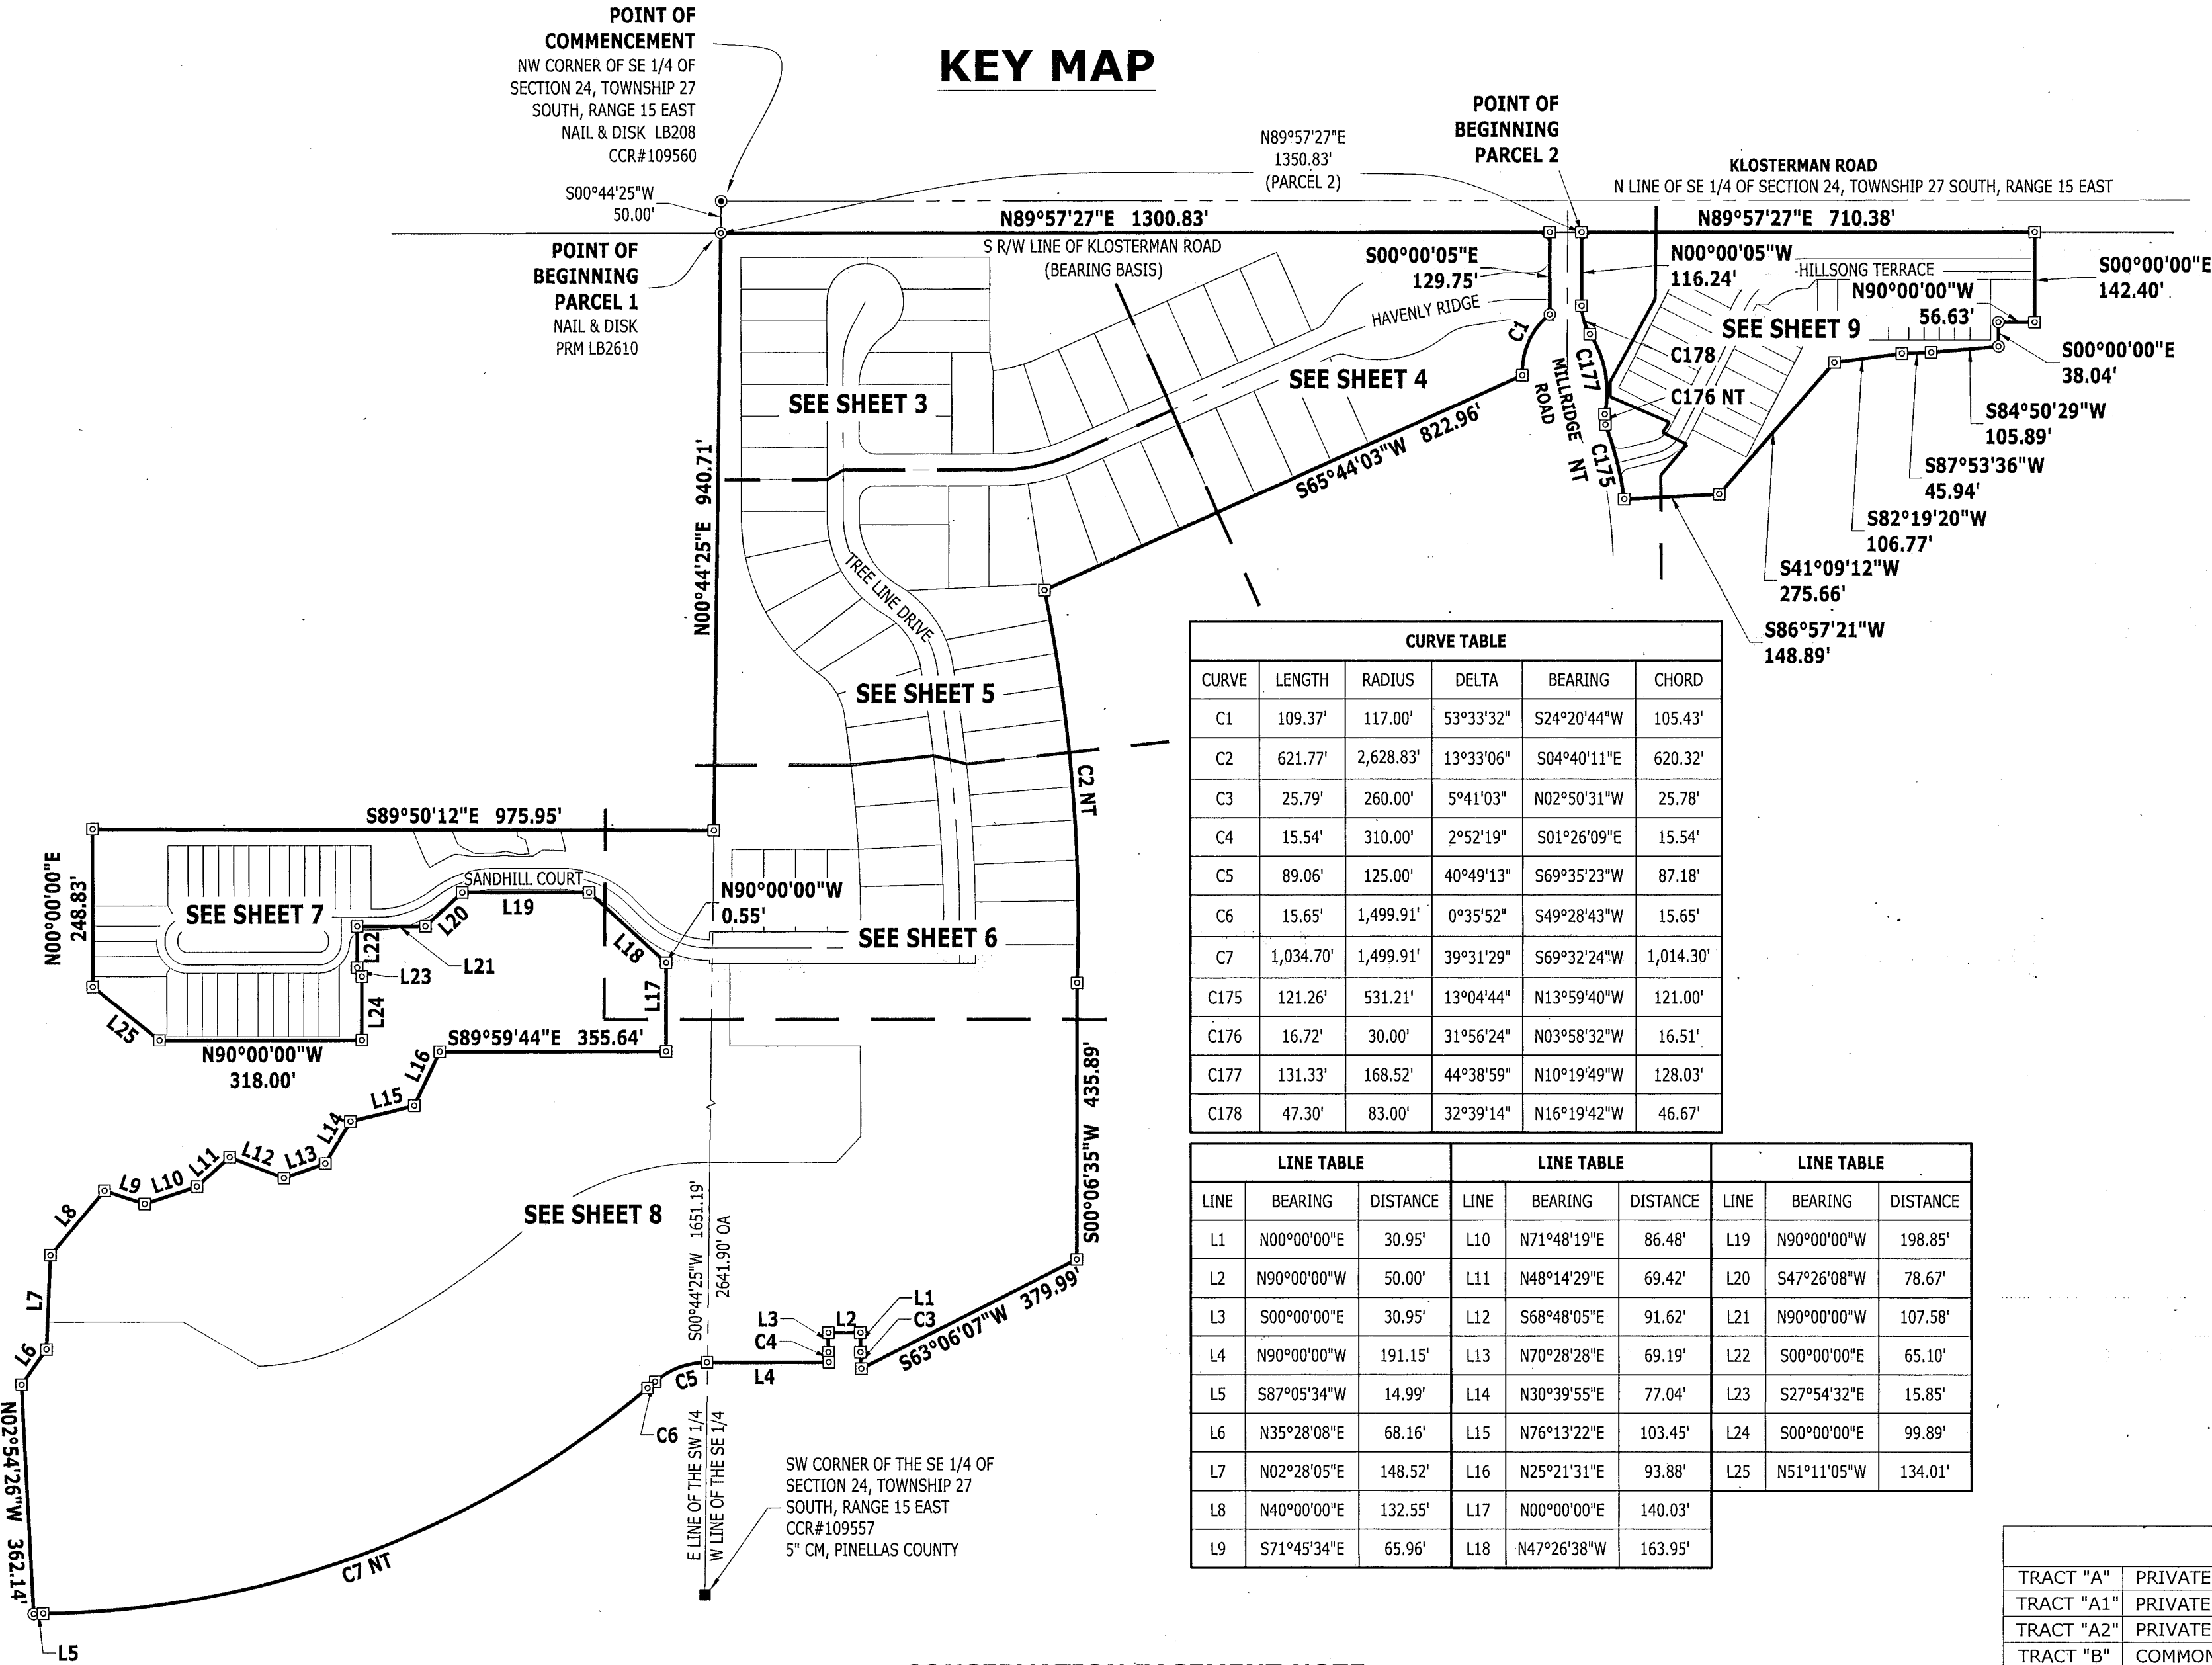 KEY MAP
POINT OF
COMMENCEMENT
NW CORNER OF SE 1/4 OF
SECTION 24, TOWNSHIP 27
SOUTH, RANGE 15 EAST
NAIL & DISK LB208
CCR#109560
S00°44'25"W
50.00'
POINT OF
BEGINNING
PARCEL 1
NAIL & DISK
PRM LB2610
N89°57'27"E
1350.83'
(PARCEL 2)
POINT OF
BEGINNING
PARCEL 2
KLOSTERMAN ROAD
N LINE OF SE 1/4 OF SECTION 24, TOWNSHIP 27 SOUTH, RANGE 15 EAST
N89°57'27"E 1300.83'
S R/W LINE OF KLOSTERMAN ROAD
(BEARING BASIS)
N89°57'27"E 710.38'
S00°00'05"E
129.75'
N00°00'05"W
116.24'
HILLSONG TERRACE
N90°00'00"W
56.63'
S00°00'00"E
142.40'
S00°00'00"E
38.04'
S84°50'29"W
105.89'
S87°53'36"W
45.94'
S82°19'20"W
106.77'
S41°09'12"W
275.66'
S86°57'21"W
148.89'
SEE SHEET 9
C178
C177
C176 NT
C175 NT
MILLRIDGE
ROAD
C1
HAVENLY RIDGE
SEE SHEET 4
SEE SHEET 3
S65°44'03"W 822.96'
N00°44'25"E 940.71'
TREE LINE DRIVE
SEE SHEET 5
C2 NT
S89°50'12"E 975.95'
N00°00'00"E
248.83'
SANDHILL COURT
SEE SHEET 7
L19
L20
L21
L22
L23
L24
L25
L18
L17
N90°00'00"W
0.55'
SEE SHEET 6
N90°00'00"W
318.00'
S89°59'44"E 355.64'
L16
L15
L14
L13
L12
L11
L10
L9
L8
L7
L6
SEE SHEET 8
S00°44'25"W 1651.19'
2641.90' OA
S00°06'35"W 435.89'
S63°06'07"W 379.99'
L1
C3
L2
L3
C4
L4
C5
C6
N02°54'26"W 362.14'
C7 NT
L5
E LINE OF THE SW 1/4
W LINE OF THE SE 1/4
SW CORNER OF THE SE 1/4 OF
SECTION 24, TOWNSHIP 27
SOUTH, RANGE 15 EAST
CCR#109557
5" CM, PINELLAS COUNTY
CURVE TABLE
CURVE LENGTH RADIUS DELTA BEARING CHORD
C1 109.37' 117.00' 53°33'32" S24°20'44"W 105.43'
C2 621.77' 2,628.83' 13°33'06" S04°40'11"E 620.32'
C3 25.79' 260.00' 5°41'03" N02°50'31"W 25.78'
C4 15.54' 310.00' 2°52'19" S01°26'09"E 15.54'
C5 89.06' 125.00' 40°49'13" S69°35'23"W 87.18'
C6 15.65' 1,499.91' 0°35'52" S49°28'43"W 15.65'
C7 1,034.70' 1,499.91' 39°31'29" S69°32'24"W 1,014.30'
C175 121.26' 531.21' 13°04'44" N13°59'40"W 121.00'
C176 16.72' 30.00' 31°56'24" N03°58'32"W 16.51'
C177 131.33' 168.52' 44°38'59" N10°19'49"W 128.03'
C178 47.30' 83.00' 32°39'14" N16°19'42"W 46.67'
LINE TABLE LINE TABLE LINE TABLE
LINE BEARING DISTANCE LINE BEARING DISTANCE LINE BEARING DISTANCE
L1 N00°00'00"E 30.95' L10 N71°48'19"E 86.48' L19 N90°00'00"W 198.85'
L2 N90°00'00"W 50.00' L11 N48°14'29"E 69.42' L20 S47°26'08"W 78.67'
L3 S00°00'00"E 30.95' L12 S68°48'05"E 91.62' L21 N90°00'00"W 107.58'
L4 N90°00'00"W 191.15' L13 N70°28'28"E 69.19' L22 S00°00'00"E 65.10'
L5 S87°05'34"W 14.99' L14 N30°39'55"E 77.04' L23 S27°54'32"E 15.85'
L6 N35°28'08"E 68.16' L15 N76°13'22"E 103.45' L24 S00°00'00"E 99.89'
L7 N02°28'05"E 148.52' L16 N25°21'31"E 93.88' L25 N51°11'05"W 134.01'
L8 N40°00'00"E 132.55' L17 N00°00'00"E 140.03'
L9 S71°45'34"E 65.96' L18 N47°26'38"W 163.95'
TRACT "A" PRIVATE
TRACT "A1" PRIVATE
TRACT "A2" PRIVATE
TRACT "B" COMMON